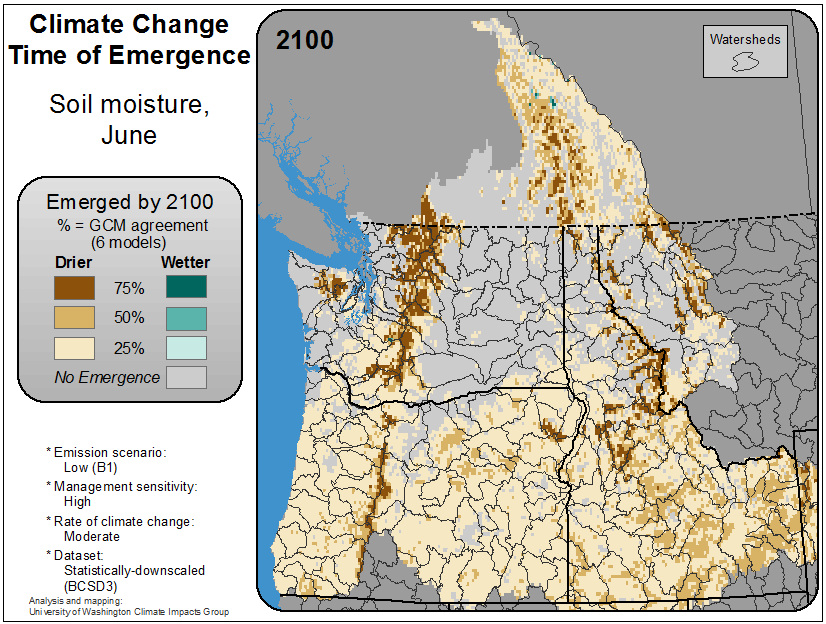 Climate Change
Time of Emergence
Soil moisture,
June
Emerged by 2100
% = GCM agreement
(6 models)
Drier Wetter
75%
50%
25%
No Emergence
* Emission scenario:
Low (B1)
* Management sensitivity:
High
* Rate of climate change:
Moderate
* Dataset:
Statistically-downscaled
(BCSD3)
Analysis and mapping:
University of Washington Climate Impacts Group
2100
Watersheds